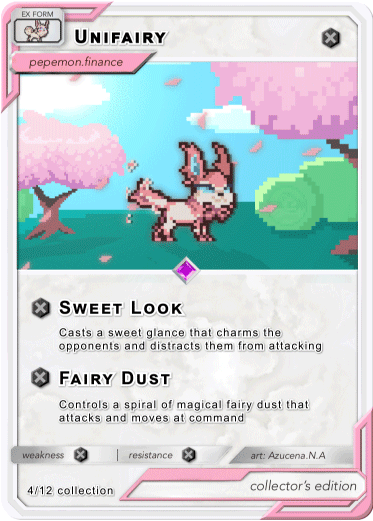 EX FORM
UNIFAIRY
pepemon.finance
SWEET LOOK
Casts a sweet glance that charms the
opponents and distracts them from attacking
FAIRY DUST
Controls a spiral of magical fairy dust that
attacks and moves at command
weakness resistance art: Azucena.N.A
4/12 collection
collector's edition